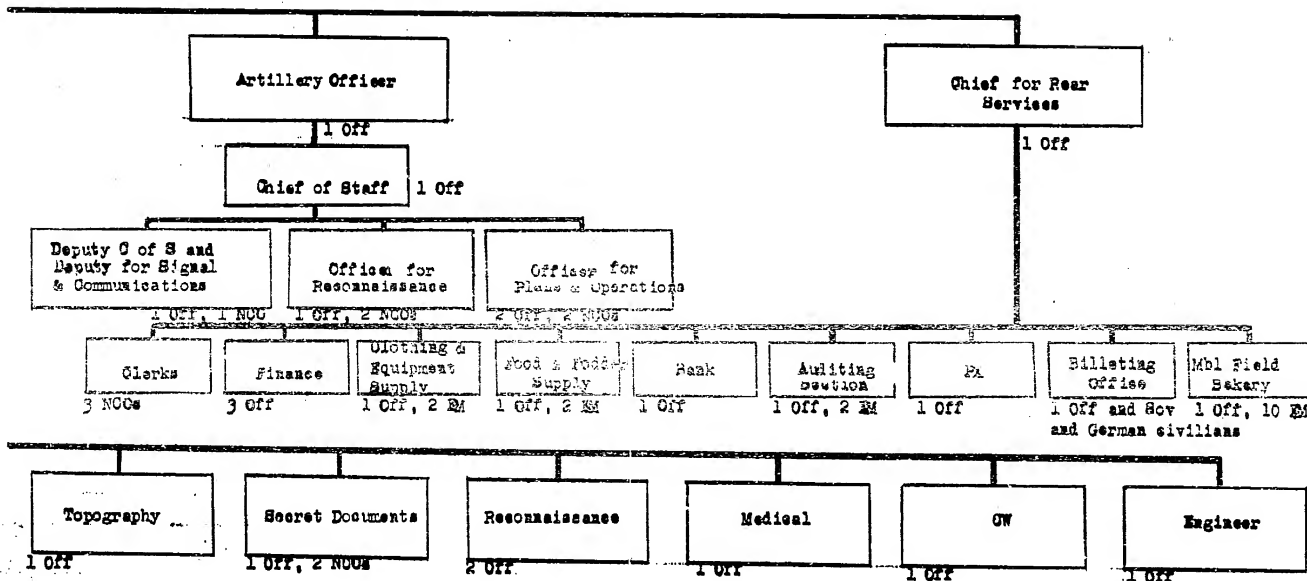 Artillery Officer
1 Off
Chief for Rear
Services
1 Off
Chief of Staff
1 Off
Deputy C of S and
Deputy for Signal
& Communications
1 Off, 1 NCO
Officer for
Reconnaissance
1 Off, 2 NCOs
Officer for
Plans & Operations
2 Off, 2 NCOs
Clerks
3 NCOs
Finance
3 Off
Clothing &
Equipment
Supply
1 Off, 2 EM
Food & Fodder
Supply
1 Off, 2 EM
Bank
1 Off
Auditing
Section
1 Off, 2 EM
1 Off
Billeting
Office
1 Off and Sov
and German civilians
Mbl Field
Bakery
1 Off, 10 EM
Topography
1 Off
Secret Documents
1 Off, 2 NCOs
Reconnaissance
2 Off
Medical
1 Off
CW
1 Off
Engineer
1 Off